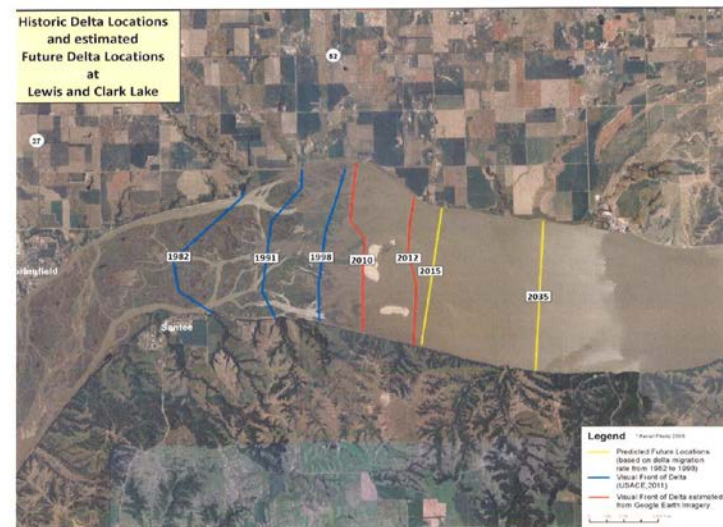 Historic Delta Locations
and estimated
Future Delta Locations
at
Lewis and Clark Lake
37
1982
1991
1998
2010
2012
2015
2035
Santee
Legend
Predicted Future Locations
(based on delta migration
rate from 1982 to 1998)
Visual Front of Delta
(USACE,2011)
Visual Front of Delta estimated
from Google Earth Imagery